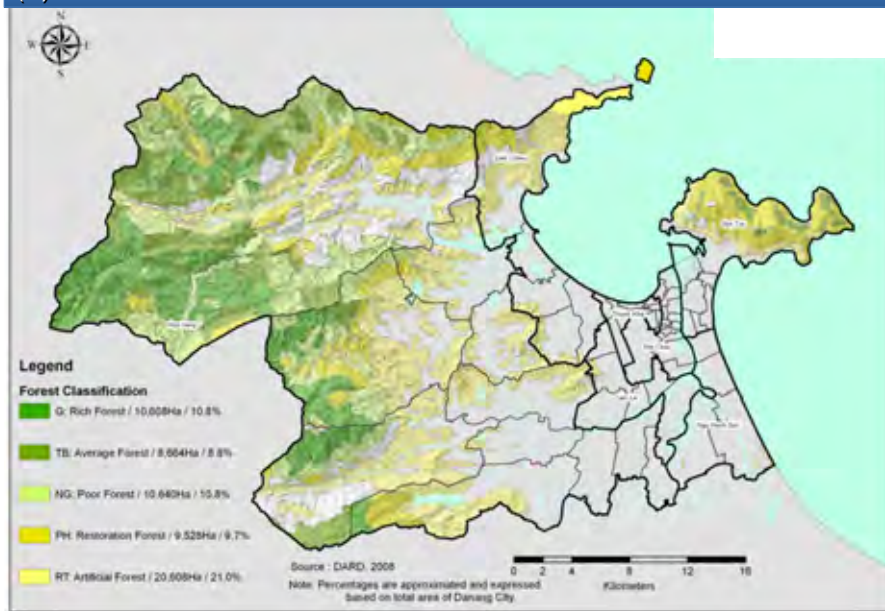 N
W E
S
Legend
Forest Classification
G: Rich Forest / 10,608Ha / 10.8%
TB: Average Forest / 8,664Ha / 8.8%
NG: Poor Forest / 10,640Ha / 10.8%
PH: Restoration Forest / 9,528Ha / 9.7%
RT: Artificial Forest / 20,608Ha / 21.0%
Source : DARD, 2008
Note: Percentages are approximated and expressed
based on total area of Danang City.
0 2 4 8 12 16
Kilometers